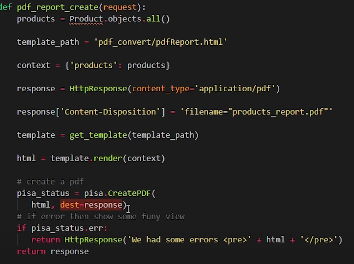 def pdf_report_create(request):
products = Product.objects.all()
template_path = 'pdf_convert/pdfReport.html'
context = {'products': products}
response = HttpResponse(content_type='application/pdf')
response['Content-Disposition'] = 'filename="products_report.pdf"'
template = get_template(template_path)
html = template.render(context)
# create a pdf
pisa_status = pisa.CreatePDF(
html, dest=response)
# if error then show some funy view
if pisa_status.err:
return HttpResponse('We had some errors <pre>' + html + '</pre>')
return response